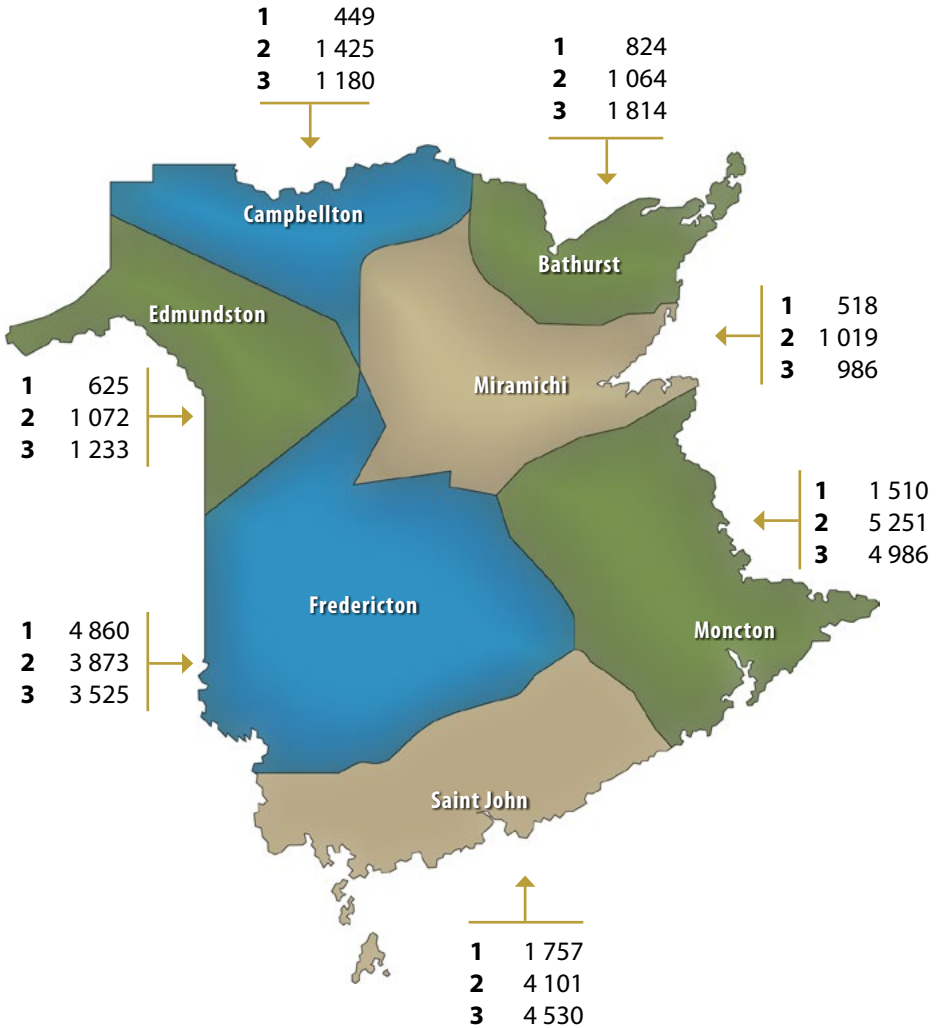 1 449
2 1 425
3 1 180
1 824
2 1 064
3 1 814
Campbellton
Bathurst
Edmundston
1 518
2 1 019
3 986
Miramichi
1 625
2 1 072
3 1 233
1 1 510
2 5 251
3 4 986
Fredericton
Moncton
1 4 860
2 3 873
3 3 525
Saint John
1 1 757
2 4 101
3 4 530